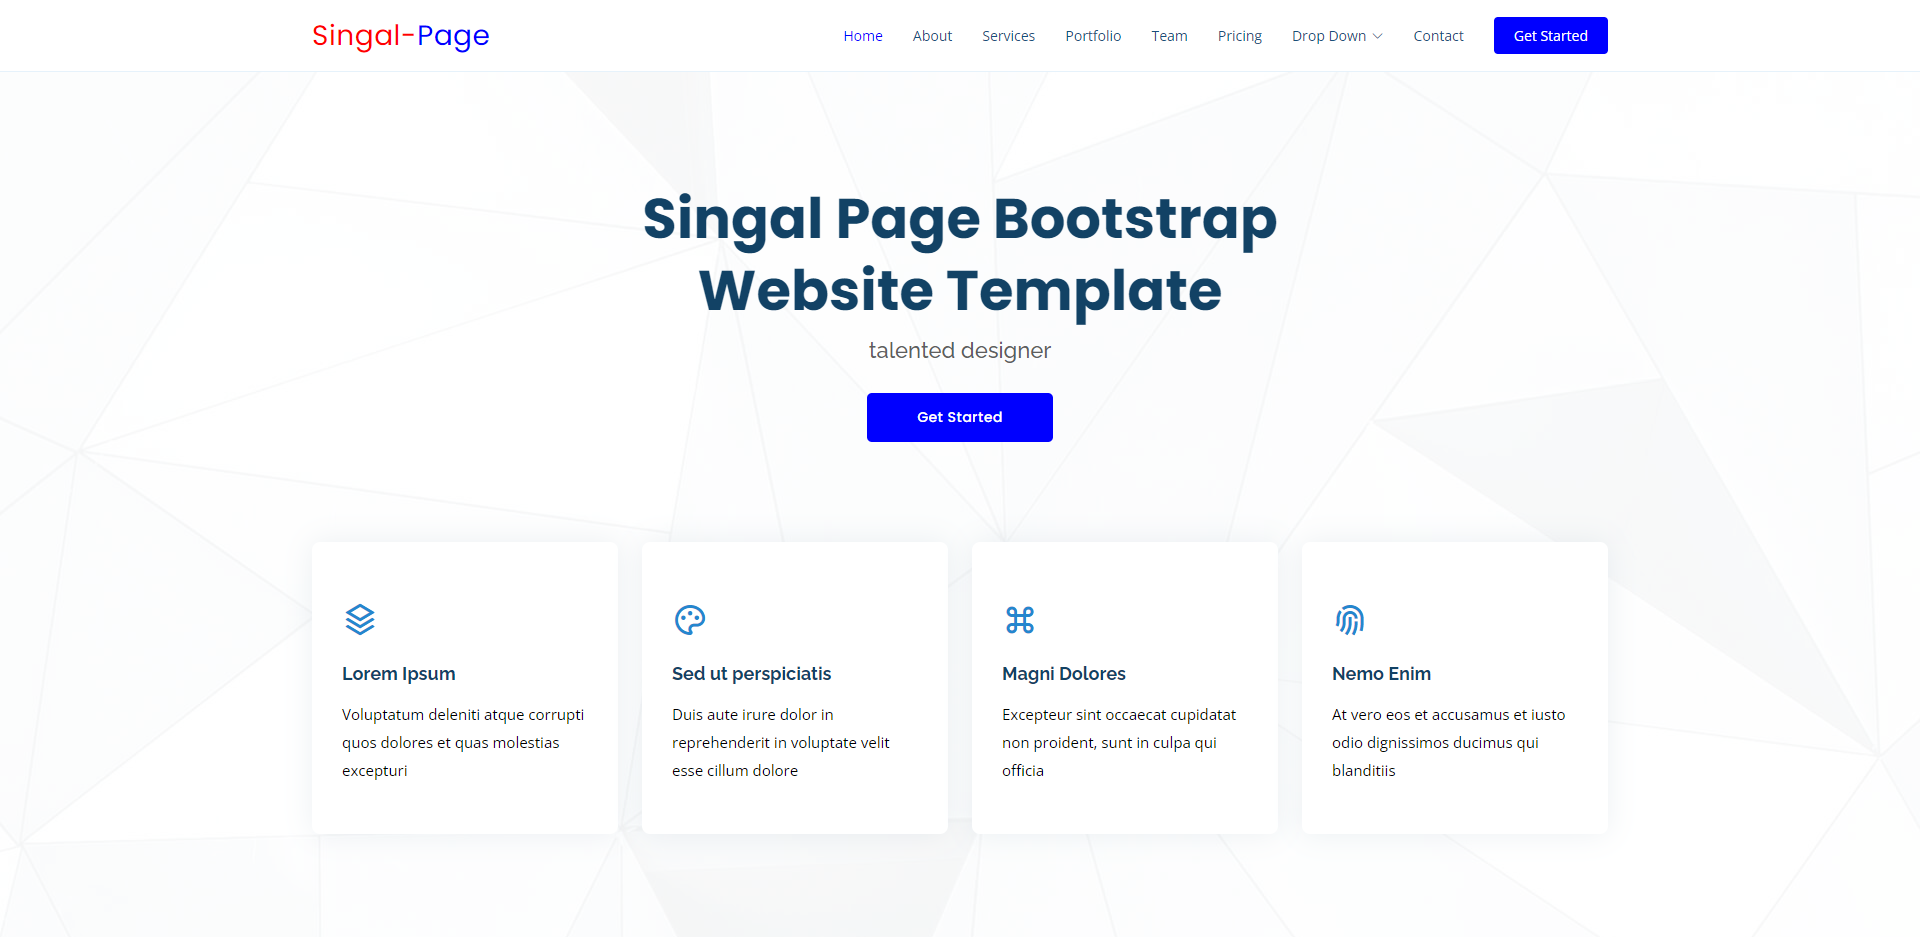 Singal-Page
Home About Services Portfolio Team Pricing Drop Down Contact Get Started
Singal Page Bootstrap
Website Template
talented designer
Get Started
Lorem Ipsum
Voluptatum deleniti atque corrupti
quos dolores et quas molestias
excepturi
Sed ut perspiciatis
Duis aute irure dolor in
reprehenderit in voluptate velit
esse cillum dolore
Magni Dolores
Excepteur sint occaecat cupidatat
non proident, sunt in culpa qui
officia
Nemo Enim
At vero eos et accusamus et iusto
odio dignissimos ducimus qui
blanditiis